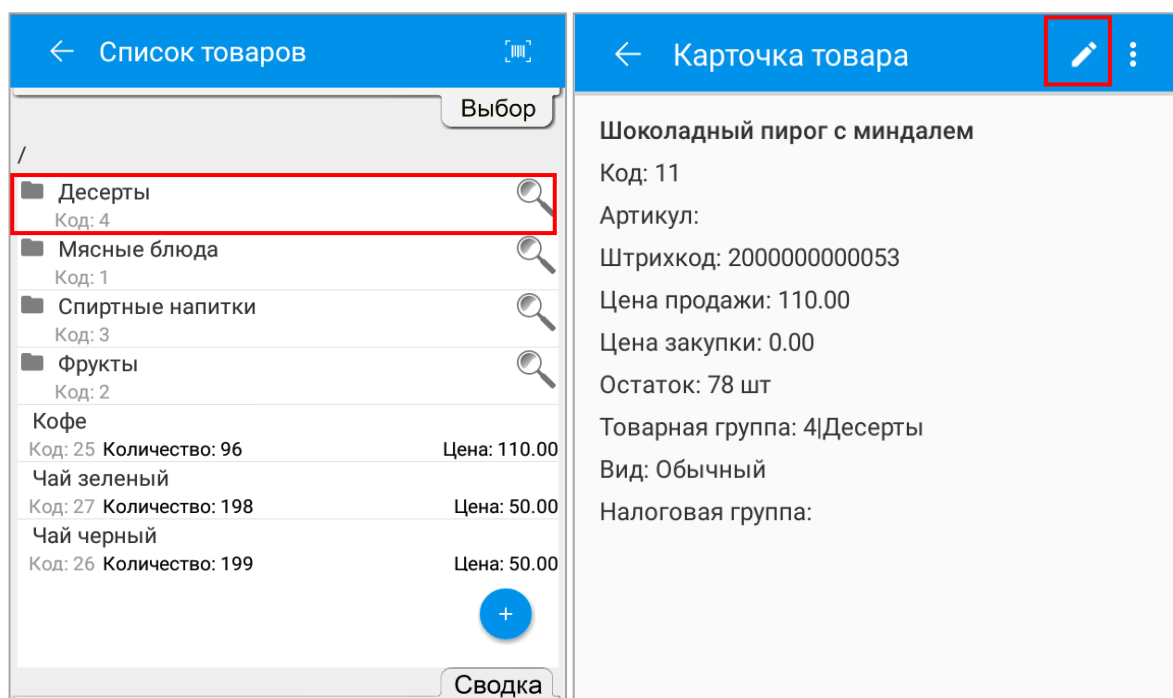 Список товаров
Выбор
/
Десерты
Код: 4
Мясные блюда
Код: 1
Спиртные напитки
Код: 3
Фрукты
Код: 2
Кофе
Код: 25 Количество: 96 Цена: 110.00
Чай зеленый
Код: 27 Количество: 198 Цена: 50.00
Чай черный
Код: 26 Количество: 199 Цена: 50.00
+
Сводка
Карточка товара
Шоколадный пирог с миндалем
Код: 11
Артикул:
Штрихкод: 2000000000053
Цена продажи: 110.00
Цена закупки: 0.00
Остаток: 78 шт
Товарная группа: 4|Десерты
Вид: Обычный
Налоговая группа: